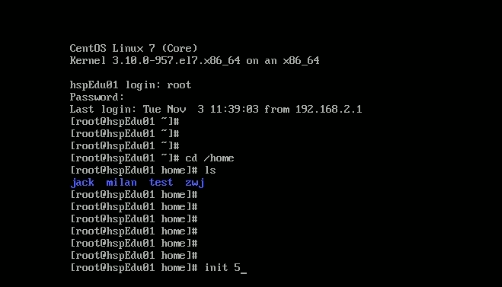 CentOS Linux 7 (Core)
Kernel 3.10.0-957.el7.x86_64 on an x86_64
hspEdu01 login: root
Password:
Last login: Tue Nov  3 11:39:03 from 192.168.2.1
[root@hspEdu01 ~]#
[root@hspEdu01 ~]#
[root@hspEdu01 ~]#
[root@hspEdu01 ~]# cd /home
[root@hspEdu01 home]# ls
jack  milan  test  zwj
[root@hspEdu01 home]#
[root@hspEdu01 home]#
[root@hspEdu01 home]#
[root@hspEdu01 home]#
[root@hspEdu01 home]#
[root@hspEdu01 home]#
[root@hspEdu01 home]# init 5_